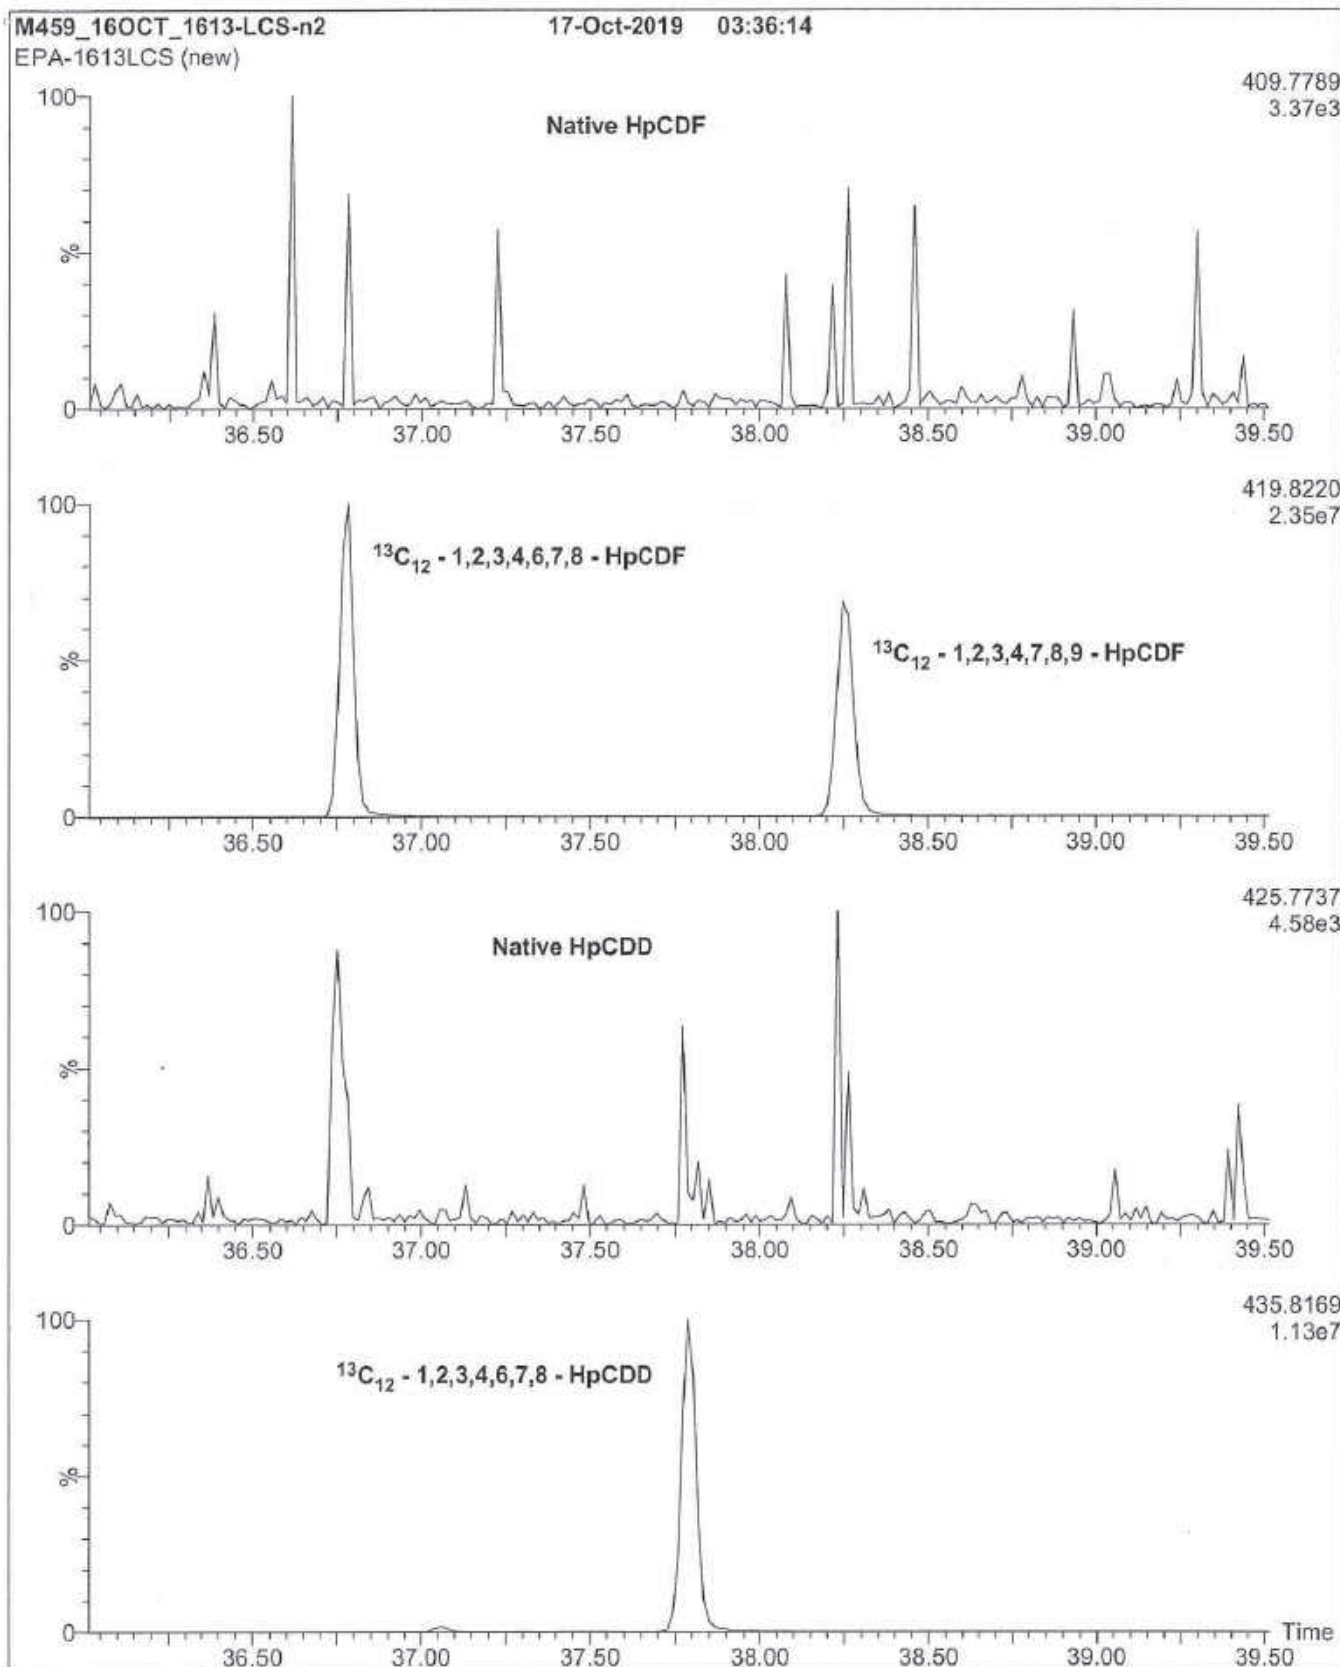 M459_16OCT_1613-LCS-n2 17-Oct-2019 03:36:14
EPA-1613LCS (new)
409.7789
3.37e3
100
Native HpCDF
%
0
36.50 37.00 37.50 38.00 38.50 39.00 39.50
419.8220
2.35e7
100
¹³C₁₂ - 1,2,3,4,6,7,8 - HpCDF
¹³C₁₂ - 1,2,3,4,7,8,9 - HpCDF
%
0
36.50 37.00 37.50 38.00 38.50 39.00 39.50
425.7737
4.58e3
100
Native HpCDD
%
0
36.50 37.00 37.50 38.00 38.50 39.00 39.50
435.8169
1.13e7
100
¹³C₁₂ - 1,2,3,4,6,7,8 - HpCDD
%
0
Time
36.50 37.00 37.50 38.00 38.50 39.00 39.50